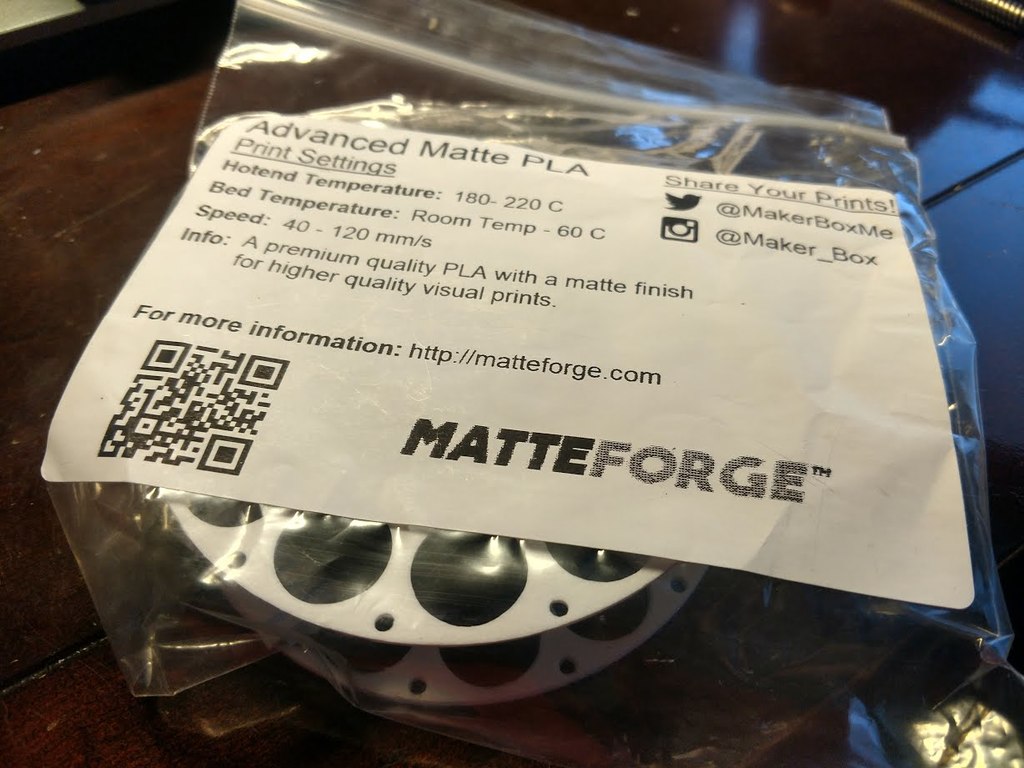 Advanced Matte PLA
Print Settings
Hotend Temperature: 180- 220 C
Bed Temperature: Room Temp - 60 C
Speed: 40 - 120 mm/s
Info: A premium quality PLA with a matte finish
for higher quality visual prints.
Share Your Prints!
@MakerBoxMe
@Maker_Box
For more information: http://matteforge.com
MATTEFORGE™